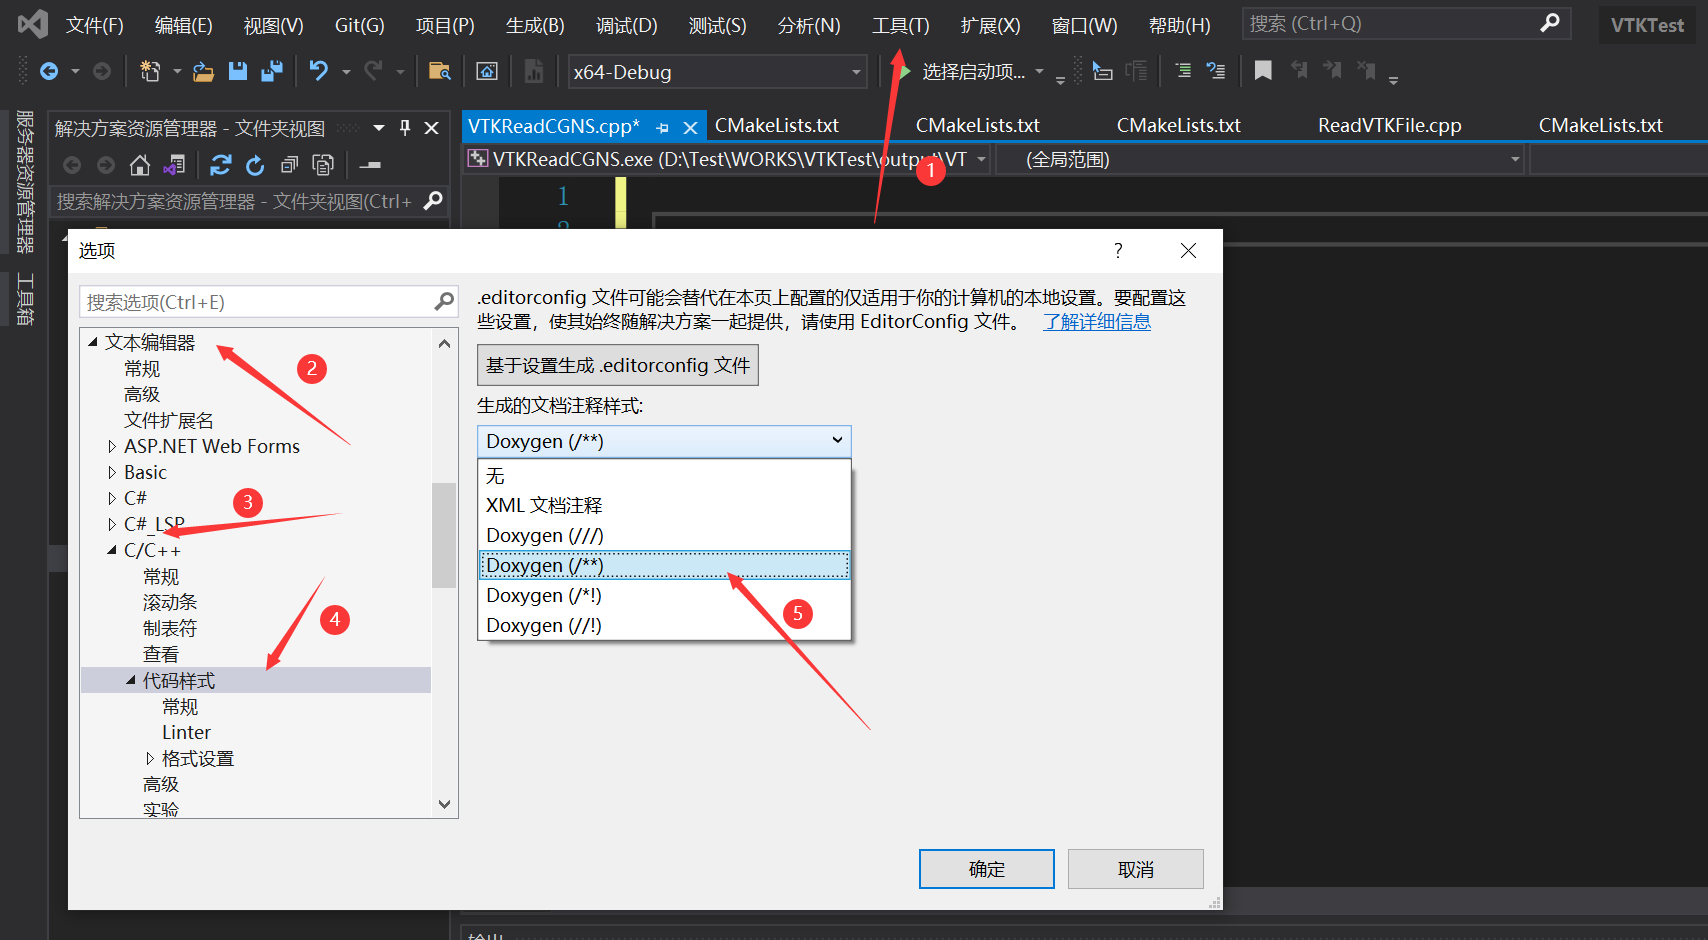 文件(F) 编辑(E) 视图(V) Git(G) 项目(P) 生成(B) 调试(D) 测试(S) 分析(N) 工具(T) 扩展(X) 窗口(W) 帮助(H) 搜索 (Ctrl+Q) VTKTest
x64-Debug 选择启动项...
服务器资源管理器
工具箱
解决方案资源管理器 - 文件夹视图
搜索解决方案资源管理器 - 文件夹视图(Ctrl+
VTKReadCGNS.cpp* CMakeLists.txt CMakeLists.txt CMakeLists.txt ReadVTKFile.cpp CMakeLists.txt
VTKReadCGNS.exe (D:\Test\WORKS\VTKTest\output\VT (全局范围)
1
1
2
选项 ?
搜索选项(Ctrl+E)
文本编辑器
常规
高级
文件扩展名
ASP.NET Web Forms
Basic
C#
C#_LSP
C/C++
常规
滚动条
制表符
查看
代码样式
常规
Linter
格式设置
高级
实验
2
3
4
.editorconfig 文件可能会替代在本页上配置的仅适用于你的计算机的本地设置。要配置这
些设置，使其始终随解决方案一起提供，请使用 EditorConfig 文件。 了解详细信息
基于设置生成 .editorconfig 文件
生成的文档注释样式:
Doxygen (/**)
无
XML 文档注释
Doxygen (///)
Doxygen (/**)
Doxygen (/*!)
Doxygen (//!)
5
确定 取消
输出